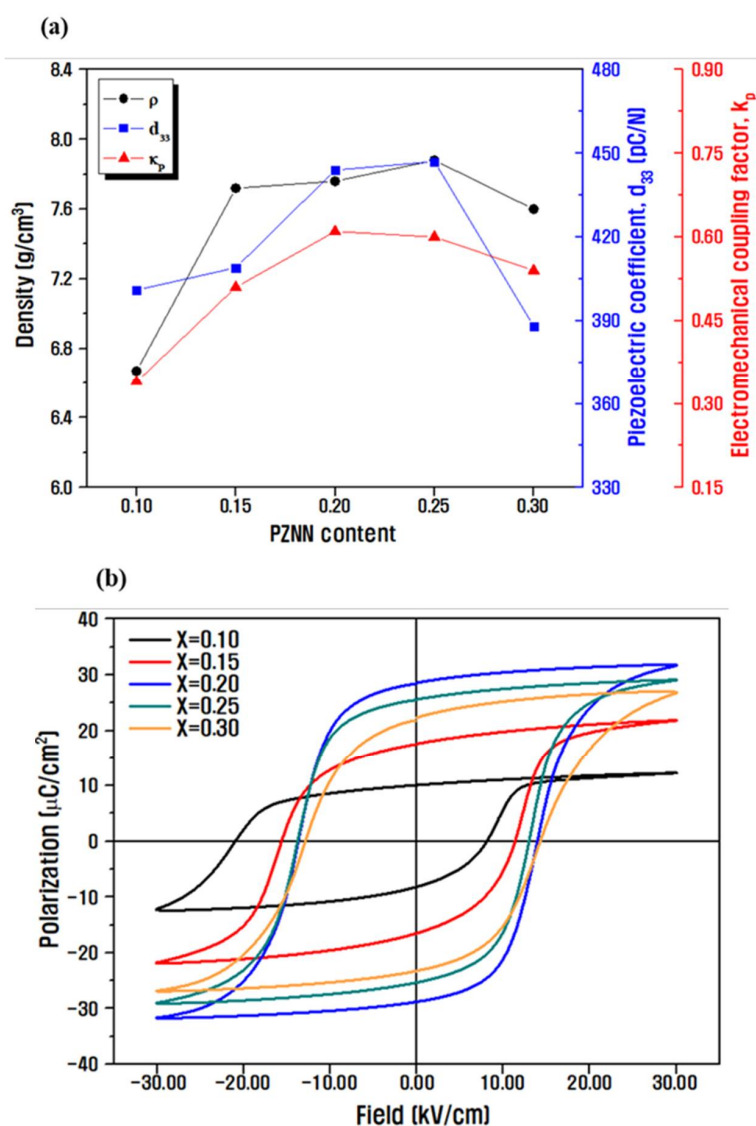 (a)
8.4
8.0
7.6
7.2
6.8
6.4
6.0
Density (g/cm³)
ρ
d₃₃
κₚ
0.10 0.15 0.20 0.25 0.30
PZNN content
480
450
420
390
360
330
Piezoelectric coefficient, d₃₃ (pC/N)
0.90
0.75
0.60
0.45
0.30
0.15
Electromechanical coupling factor, kₚ
(b)
X=0.10
X=0.15
X=0.20
X=0.25
X=0.30
40
30
20
10
0
−10
−20
−30
−40
Polarization (μC/cm²)
−30.00 −20.00 −10.00 0.00 10.00 20.00 30.00
Field (kV/cm)